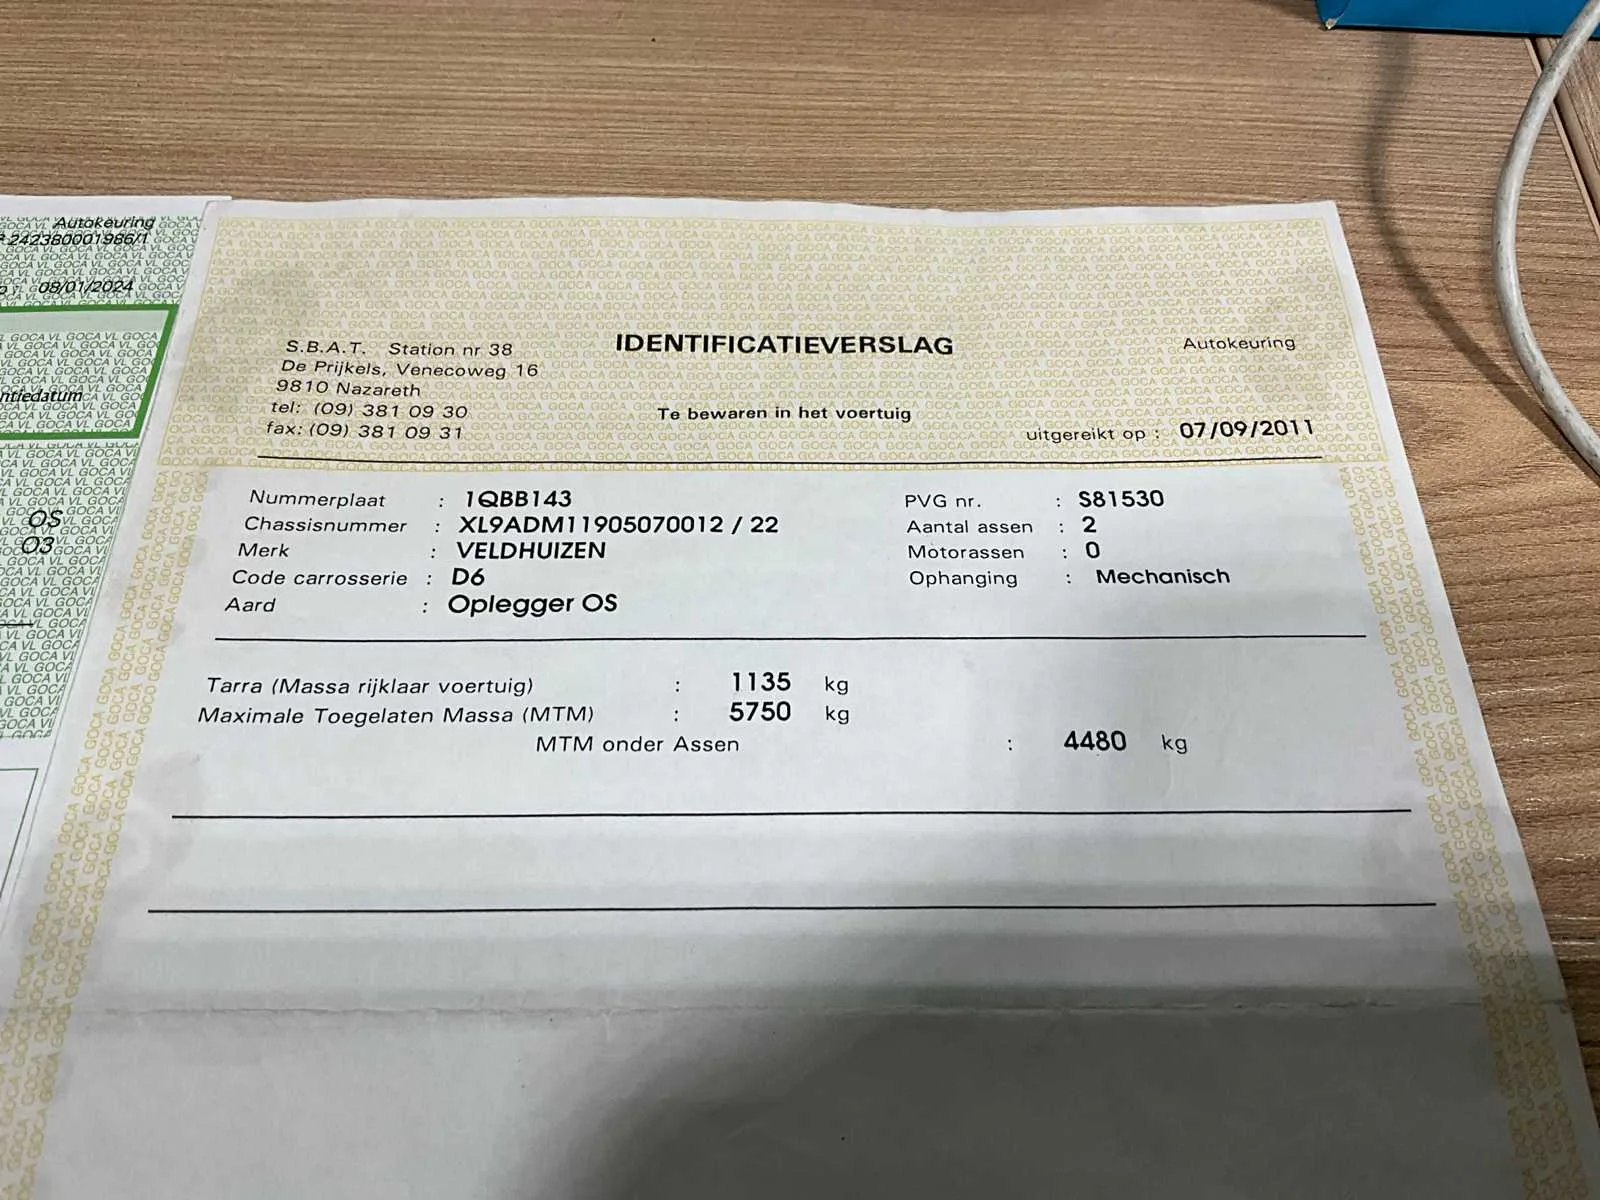 Autokeuring
242380001986/1
08/01/2024
ntiedatum
OS
O3
IDENTIFICATIEVERSLAG
Autokeuring
S.B.A.T. Station nr 38
De Prijkels, Venecoweg 16
9810 Nazareth
tel: (09) 381 09 30
fax: (09) 381 09 31
Te bewaren in het voertuig
uitgereikt op : 07/09/2011
Nummerplaat : 1QBB143
Chassisnummer : XL9ADM11905070012 / 22
Merk : VELDHUIZEN
Code carrosserie : D6
Aard : Oplegger OS
PVG nr. : S81530
Aantal assen : 2
Motorassen : 0
Ophanging : Mechanisch
Tarra (Massa rijklaar voertuig) : 1135 kg
Maximale Toegelaten Massa (MTM) : 5750 kg
MTM onder Assen : 4480 kg